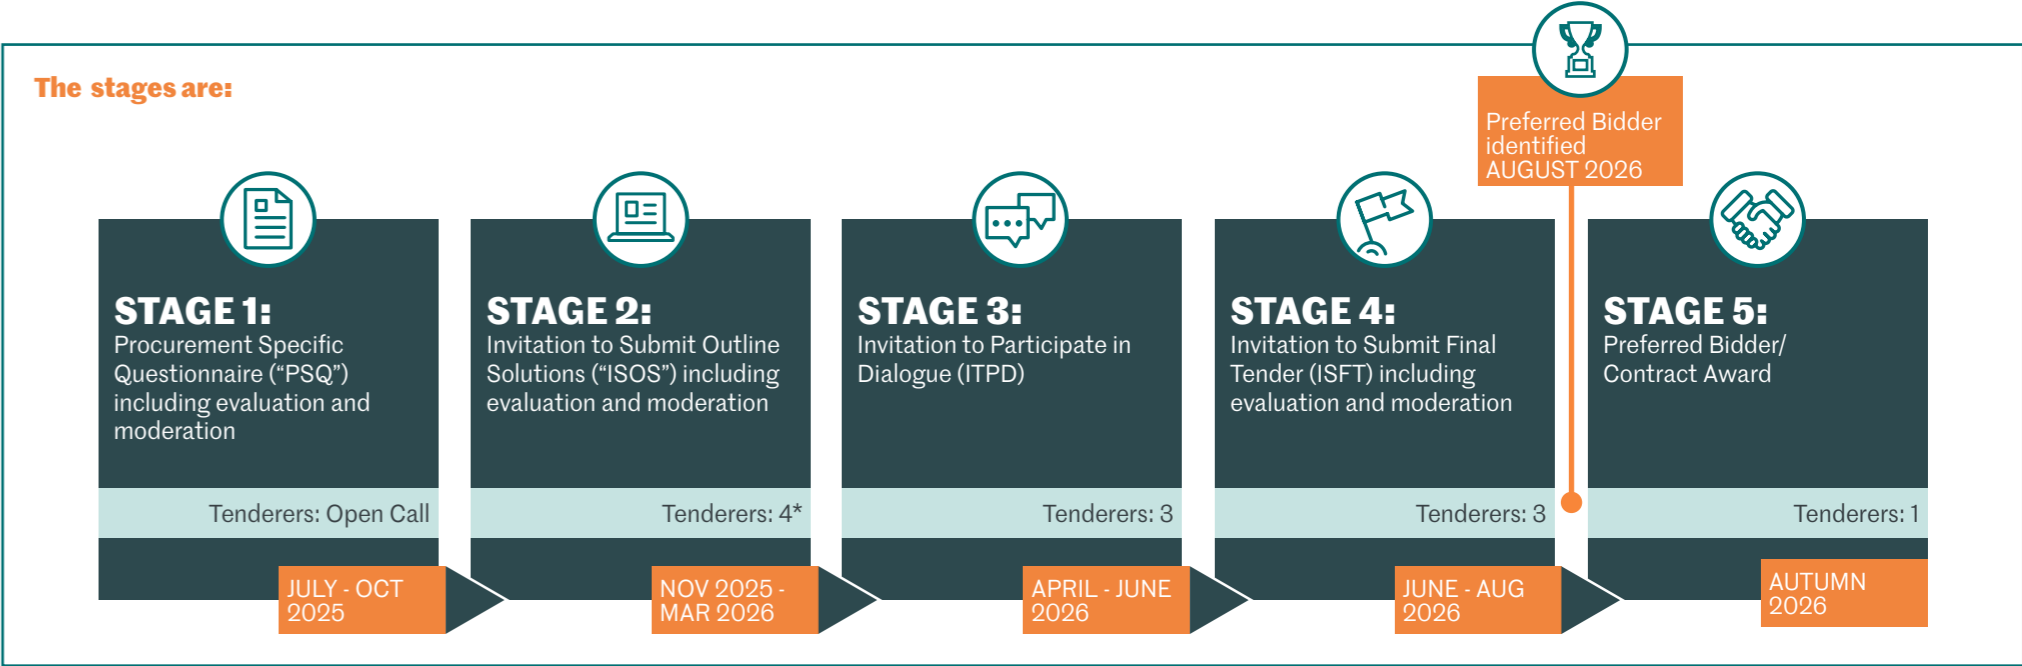 The stages are:
Preferred Bidder
identified
AUGUST 2026
STAGE 1:
Procurement Specific
Questionnaire (“PSQ”)
including evaluation and
moderation
Tenderers: Open Call
JULY - OCT
2025
STAGE 2:
Invitation to Submit Outline
Solutions (“ISOS”) including
evaluation and moderation
Tenderers: 4*
NOV 2025 -
MAR 2026
STAGE 3:
Invitation to Participate in
Dialogue (ITPD)
Tenderers: 3
APRIL - JUNE
2026
STAGE 4:
Invitation to Submit Final
Tender (ISFT) including
evaluation and moderation
Tenderers: 3
JUNE - AUG
2026
STAGE 5:
Preferred Bidder/
Contract Award
Tenderers: 1
AUTUMN
2026